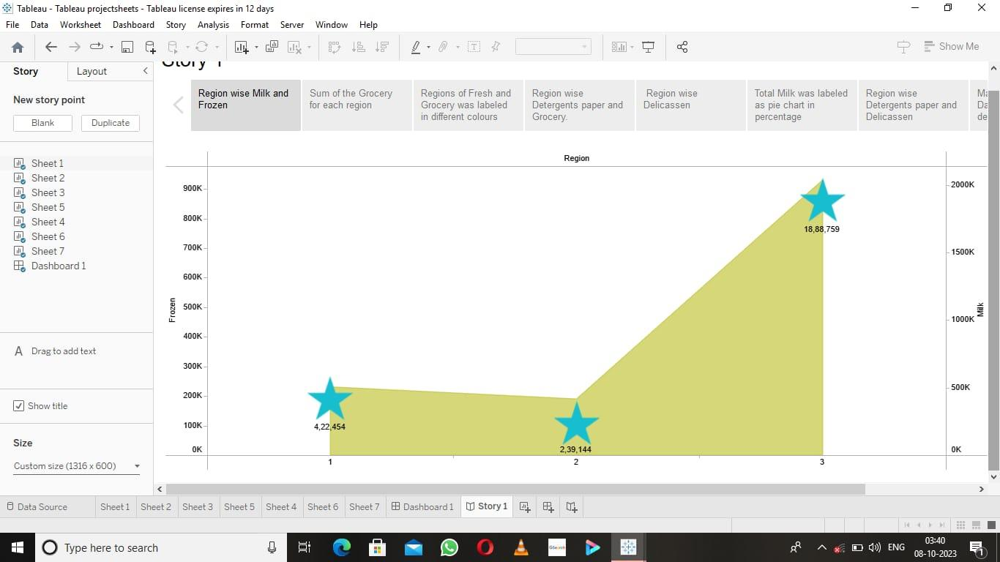 Tableau - Tableau projectsheets - Tableau license expires in 12 days
File Data Worksheet Dashboard Story Analysis Format Server Window Help
Show Me
Story Layout
Story 1
New story point
Blank Duplicate
Region wise Milk and
Frozen
Sum of the Grocery
for each region
Regions of Fresh and
Grocery was labeled
in different colours
Region wise
Detergents paper and
Grocery.
Region wise
Delicassen
Total Milk was labeled
as pie chart in
percentage
Region wise
Detergents paper and
Delicassen
Ma
Da
de
Sheet 1
Sheet 2
Sheet 3
Sheet 5
Sheet 4
Sheet 6
Sheet 7
Dashboard 1
A Drag to add text
Show title
Size
Custom size (1316 x 600)
Region
900K
800K
700K
600K
500K
400K
300K
200K
100K
0K
Frozen
4,22,454
2,39,144
18,88,759
1 2 3
2000K
1500K
1000K
500K
0K
Milk
Data Source Sheet 1 Sheet 2 Sheet 3 Sheet 5 Sheet 4 Sheet 6 Sheet 7 Dashboard 1 Story 1
Type here to search
GSearch
ENG
03:40
08-10-2023
1